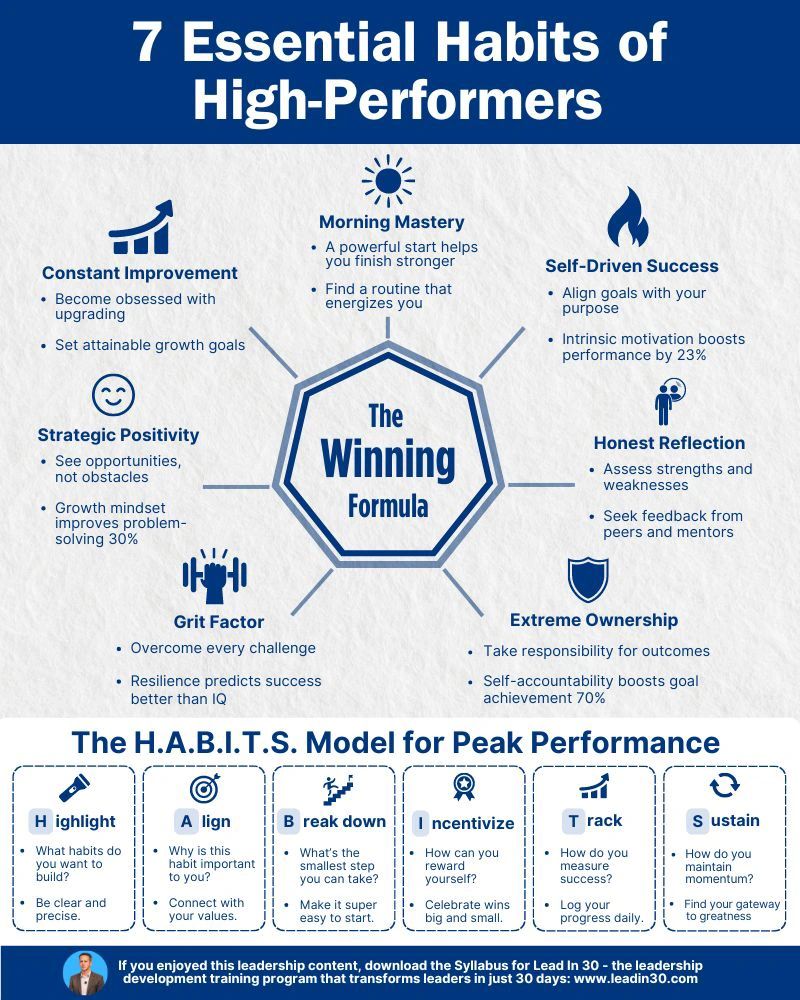 7 Essential Habits of
High-Performers
Morning Mastery
• A powerful start helps
you finish stronger
• Find a routine that
energizes you
Constant Improvement
• Become obsessed with
upgrading
• Set attainable growth goals
Self-Driven Success
• Align goals with your
purpose
• Intrinsic motivation boosts
performance by 23%
Strategic Positivity
• See opportunities,
not obstacles
• Growth mindset
improves problem-
solving 30%
The
Winning
Formula
Honest Reflection
• Assess strengths and
weaknesses
• Seek feedback from
peers and mentors
Grit Factor
• Overcome every challenge
• Resilience predicts success
better than IQ
Extreme Ownership
• Take responsibility for outcomes
• Self-accountability boosts goal
achievement 70%
The H.A.B.I.T.S. Model for Peak Performance
H ighlight
• What habits do
you want to
build?
• Be clear and
precise.
A lign
• Why is this
habit important
to you?
• Connect with
your values.
B reak down
• What's the
smallest step
you can take?
• Make it super
easy to start.
I ncentivize
• How can you
reward
yourself?
• Celebrate wins
big and small.
T rack
• How do you
measure
success?
• Log your
progress daily.
S ustain
• How do you
maintain
momentum?
• Find your gateway
to greatness
If you enjoyed this leadership content, download the Syllabus for Lead In 30 - the leadership
development training program that transforms leaders in just 30 days: www.leadin30.com